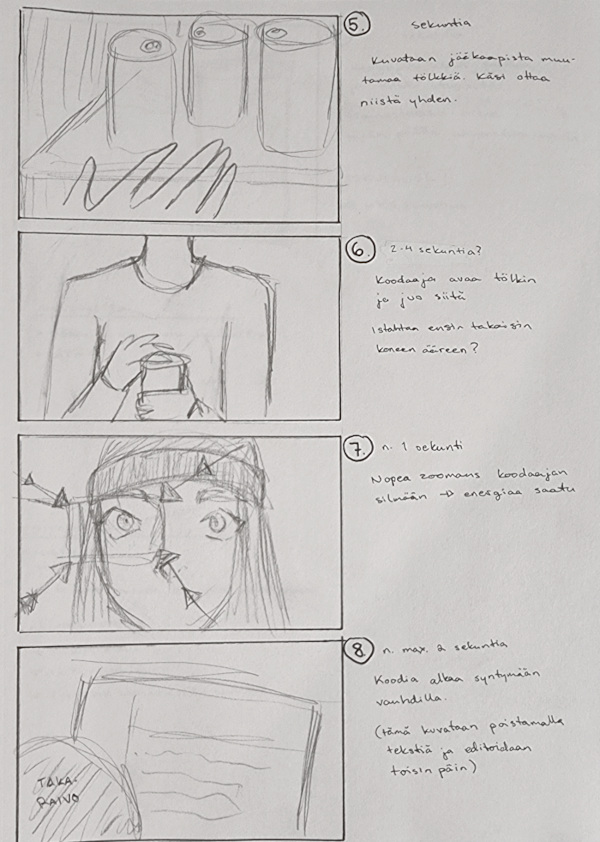 5. sekuntia
Kuvataan jääkaapista muu-
tamaa tölkkiä. Käsi ottaa
niistä yhden.
6. 2-4 sekuntia?
Koodaaja avaa tölkin
ja juo siitä
Istahtaa ensin takaisin
koneen ääreen?
7. n. 1 sekunti
Nopea zoomaus koodaajan
silmään -> energiaa saatu
8. n. max. 2 sekuntia
Koodia alkaa syntymään
vauhdilla.
(tämä kuvataan poistamalla
tekstiä ja editoidaan
toisin päin)
TAKA-
RAIVO